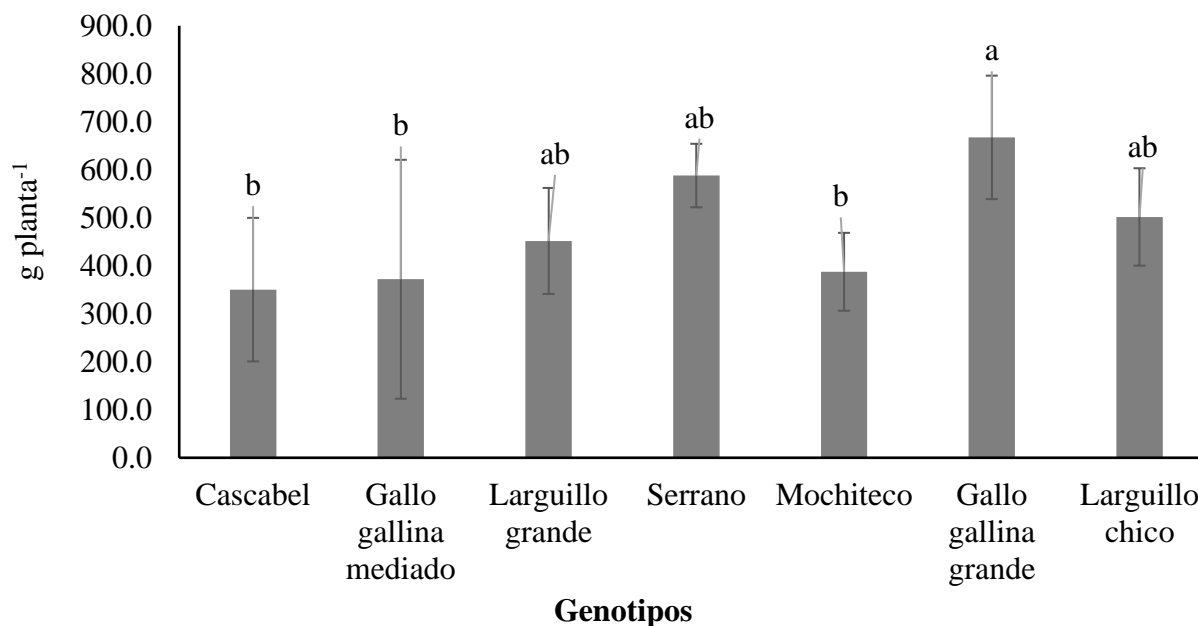 900.0
800.0
700.0
600.0
500.0
400.0
300.0
200.0
100.0
0.0
g planta⁻¹
b
b
ab
ab
b
a
ab
Cascabel
Gallo
gallina
mediado
Larguillo
grande
Serrano
Mochiteco
Gallo
gallina
grande
Larguillo
chico
Genotipos